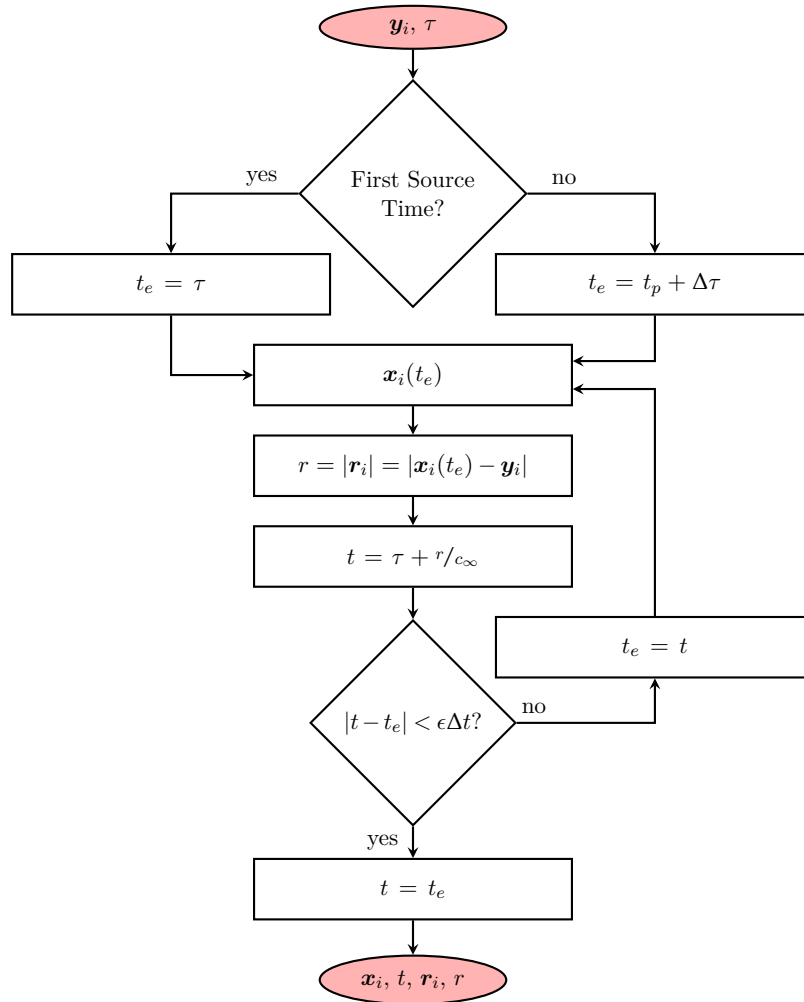 𝒚ᵢ, τ
First Source
Time?
yes
no
tₑ = τ
tₑ = tₚ + Δτ
𝒙ᵢ(tₑ)
r = |𝒓ᵢ| = |𝒙ᵢ(tₑ) − 𝒚ᵢ|
t = τ + r/c∞
tₑ = t
|t − tₑ| < ϵΔt?
no
yes
t = tₑ
𝒙ᵢ, t, 𝒓ᵢ, r